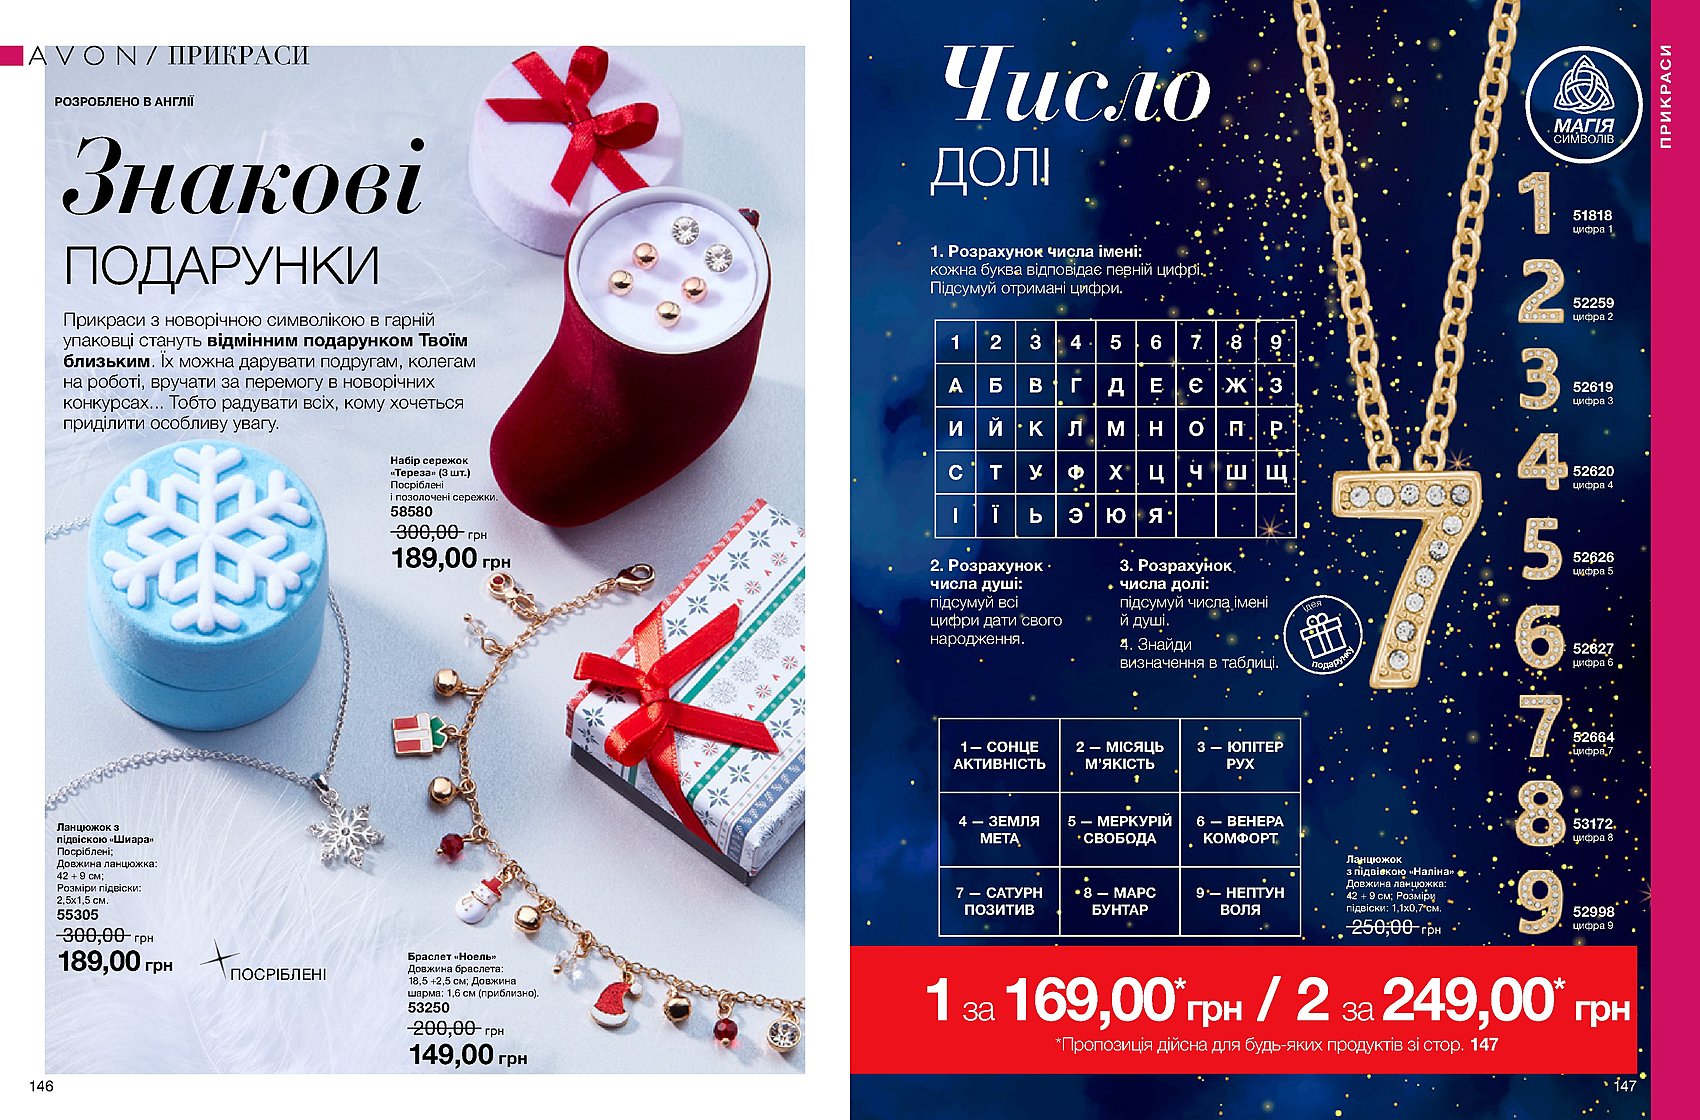 AVON / ПРИКРАСИ
РОЗРОБЛЕНО В АНГЛІЇ
Знакові
ПОДАРУНКИ
Прикраси з новорічною символікою в гарній
упаковці стануть відмінним подарунком Твоїм
близьким. Їх можна дарувати подругам, колегам
на роботі, вручати за перемогу в новорічних
конкурсах... Тобто радувати всіх, кому хочеться
приділити особливу увагу.
Набір сережок
«Тереза» (3 шт.)
Посріблені
і позолочені сережки.
58580
300,00 грн
189,00 грн
Ланцюжок з
підвіскою «Шиара»
Посріблені;
Довжина ланцюжка:
42 + 9 см;
Розміри підвіски:
2,5х1,5 см.
55305
300,00 грн
189,00 грн
ПОСРІБЛЕНІ
Браслет «Ноель»
Довжина браслета:
18,5 +2,5 см; Довжина
шарма: 1,6 см (приблизно).
53250
200,00 грн
149,00 грн
146
Число
ДОЛІ
МАГІЯ
СИМВОЛІВ
ПРИКРАСИ
1. Розрахунок числа імені:
кожна буква відповідає певній цифрі.
Підсумуй отримані цифри.
1 2 3 4 5 6 7 8 9
А Б В Г Д Е Є Ж З
И Й К Л М Н О П Р
С Т У Ф Х Ц Ч Ш Щ
І Ї Ь Э Ю Я
2. Розрахунок
числа душі:
підсумуй всі
цифри дати свого
народження.
3. Розрахунок
числа долі:
підсумуй числа імені
й душі.
4. Знайди
визначення в таблиці.
ідея
подарунку
1 — СОНЦЕ
АКТИВНІСТЬ
2 — МІСЯЦЬ
М'ЯКІСТЬ
3 — ЮПІТЕР
РУХ
4 — ЗЕМЛЯ
МЕТА
5 — МЕРКУРІЙ
СВОБОДА
6 — ВЕНЕРА
КОМФОРТ
7 — САТУРН
ПОЗИТИВ
8 — МАРС
БУНТАР
9 — НЕПТУН
ВОЛЯ
7
1
51818
цифра 1
2
52259
цифра 2
3
52619
цифра 3
4
52620
цифра 4
5
52626
цифра 5
6
52627
цифра 6
7
52664
цифра 7
8
53172
цифра 8
9
52998
цифра 9
Ланцюжок
з підвіскою «Наліна»
Довжина ланцюжка:
42 + 9 см; Розміри
підвіски: 1,1х0,7 см.
250,00 грн
1 за 169,00* грн / 2 за 249,00* грн
*Пропозиція дійсна для будь-яких продуктів зі стор. 147
147